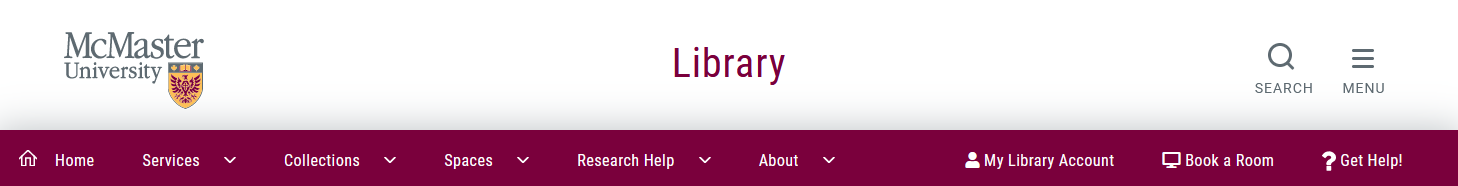 McMaster
University
Library
SEARCH
MENU
Home Services Collections Spaces Research Help About My Library Account Book a Room Get Help!